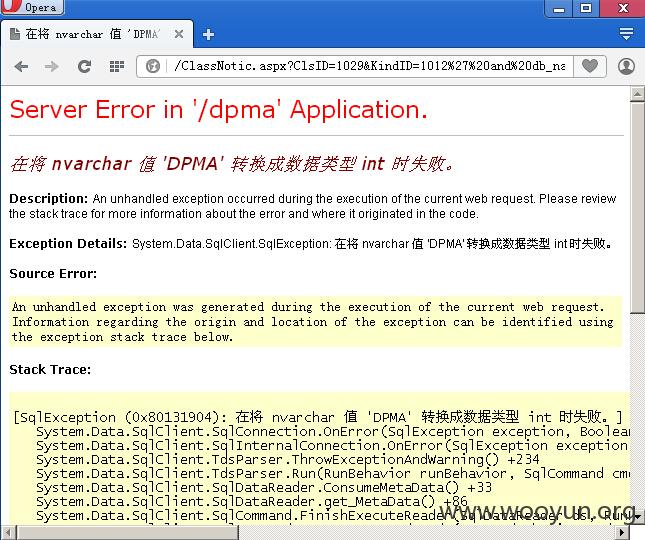 Opera
在将 nvarchar 值 'DPMA'
/ClassNotic.aspx?ClsID=1029&KindID=1012%27%20and%20db_na
Server Error in '/dpma' Application.
在将 nvarchar 值 'DPMA' 转换成数据类型 int 时失败。
Description: An unhandled exception occurred during the execution of the current web request. Please review
the stack trace for more information about the error and where it originated in the code.
Exception Details: System.Data.SqlClient.SqlException: 在将 nvarchar 值 'DPMA' 转换成数据类型 int 时失败。
Source Error:
An unhandled exception was generated during the execution of the current web request.
Information regarding the origin and location of the exception can be identified using
the exception stack trace below.
Stack Trace:
[SqlException (0x80131904): 在将 nvarchar 值 'DPMA' 转换成数据类型 int 时失败。]
System.Data.SqlClient.SqlConnection.OnError(SqlException exception, Boolean
System.Data.SqlClient.SqlInternalConnection.OnError(SqlException exception
System.Data.SqlClient.TdsParser.ThrowExceptionAndWarning() +234
System.Data.SqlClient.TdsParser.Run(RunBehavior runBehavior, SqlCommand cmd
System.Data.SqlClient.SqlDataReader.ConsumeMetaData() +33
System.Data.SqlClient.SqlDataReader.get_MetaData() +86
System.Data.SqlClient.SqlCommand.FinishExecuteReader(SqlDataReader ds, Run
www.wooyun.org